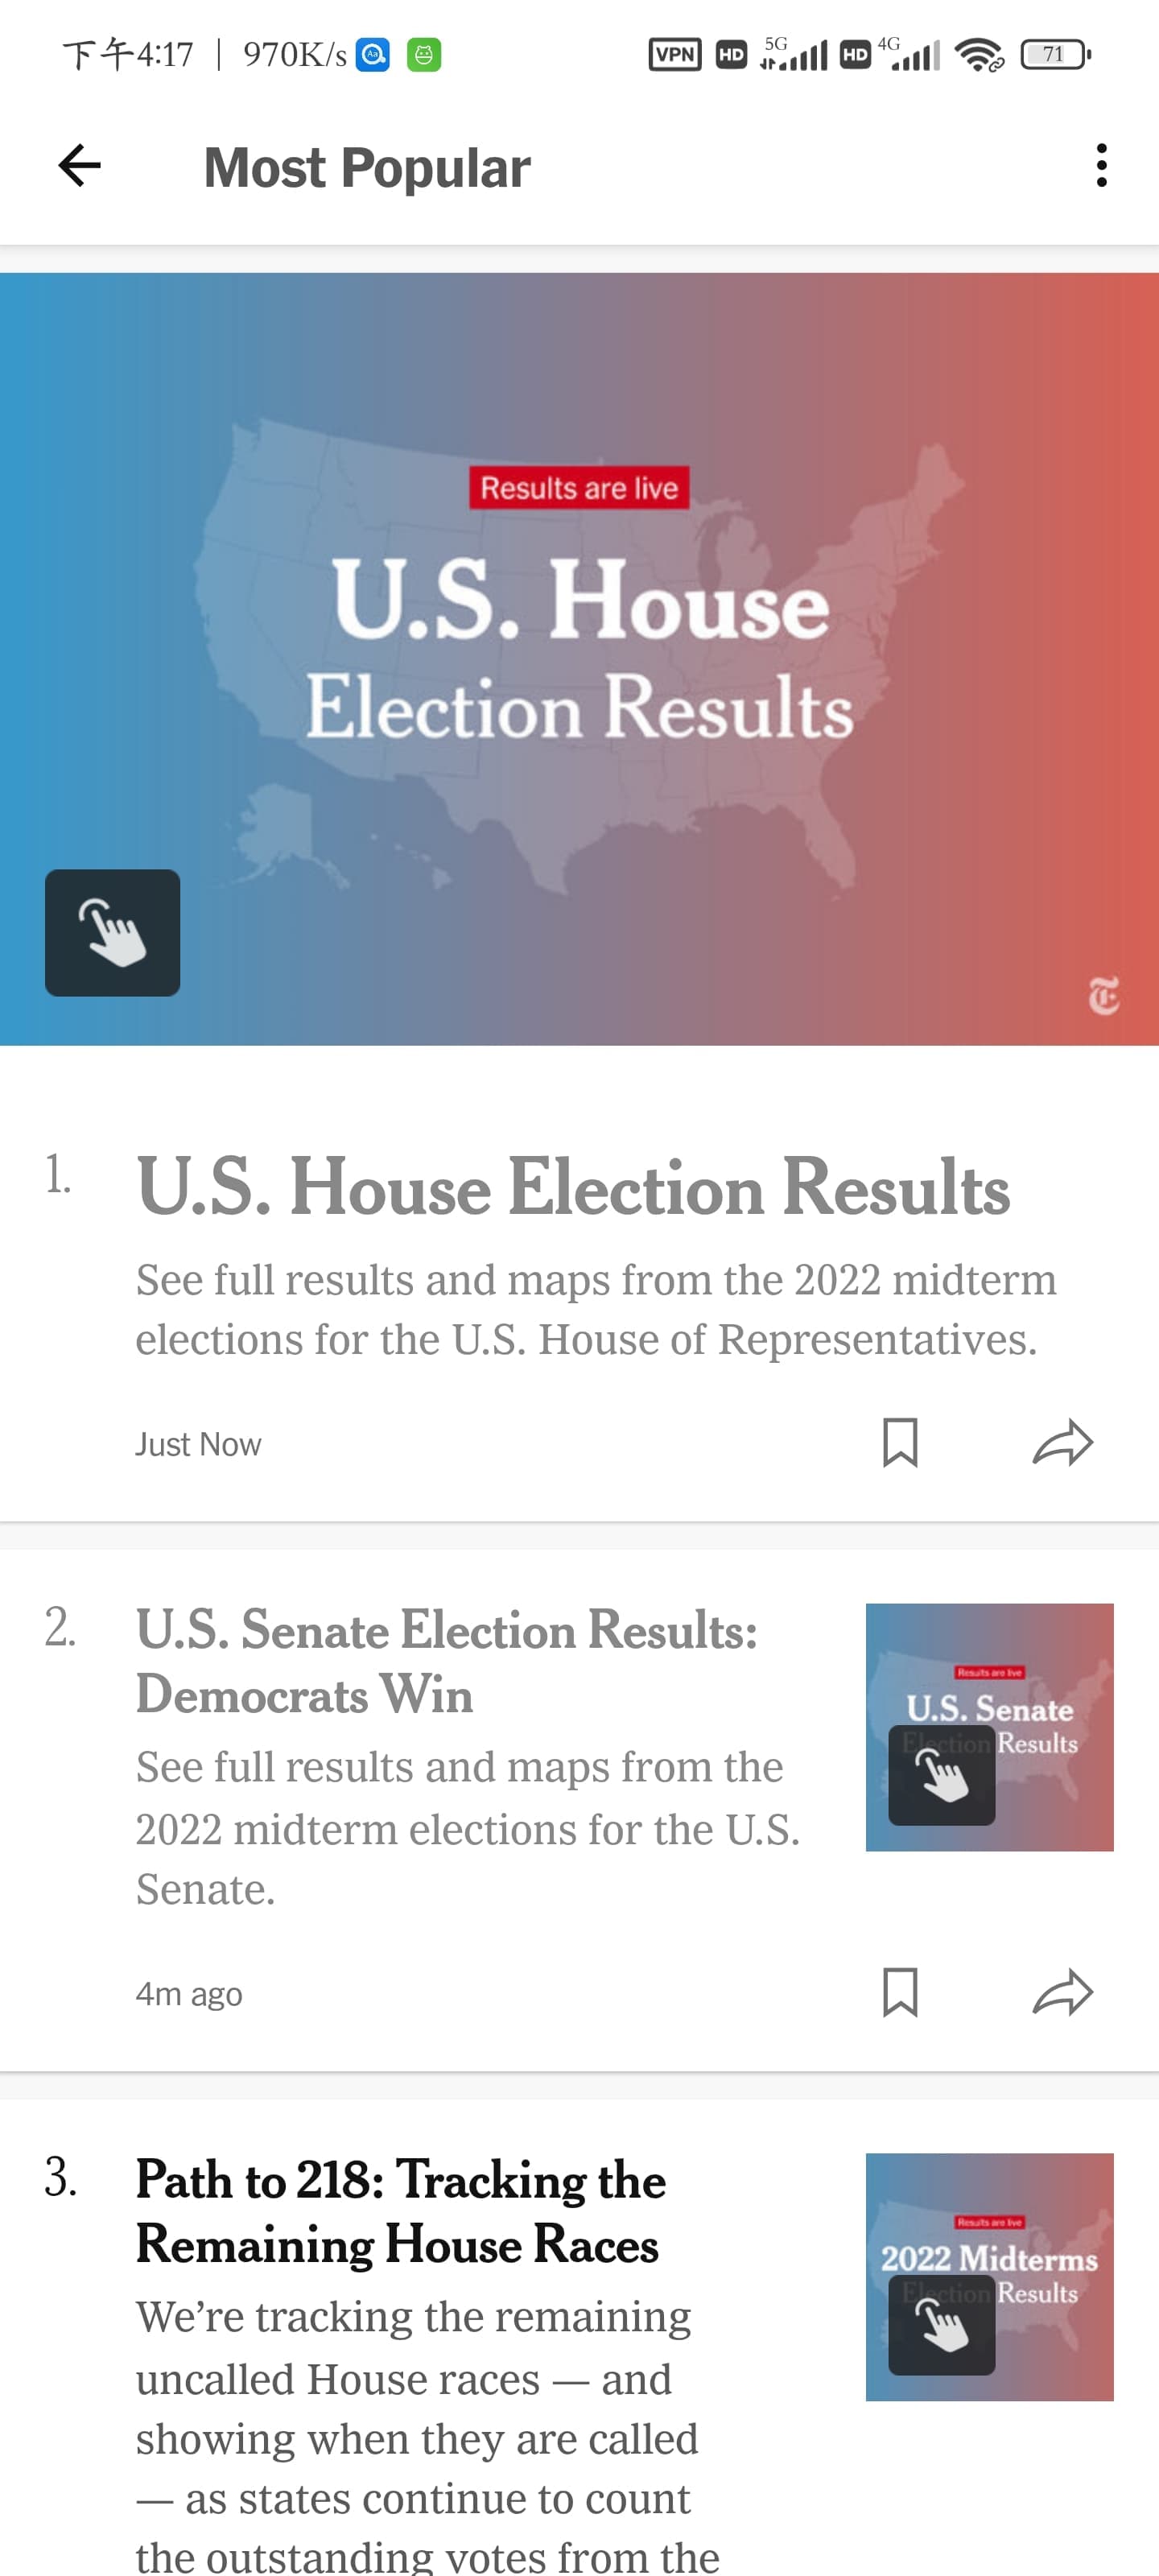 下午4:17 | 970K/s
VPN HD 5G HD 4G 71
Most Popular
Results are live
U.S. House
Election Results
1.
U.S. House Election Results
See full results and maps from the 2022 midterm
elections for the U.S. House of Representatives.
Just Now
2.
U.S. Senate Election Results:
Democrats Win
See full results and maps from the
2022 midterm elections for the U.S.
Senate.
Results are live
U.S. Senate
Election Results
4m ago
3.
Path to 218: Tracking the
Remaining House Races
We’re tracking the remaining
uncalled House races — and
showing when they are called
— as states continue to count
the outstanding votes from the
Results are live
2022 Midterms
Election Results